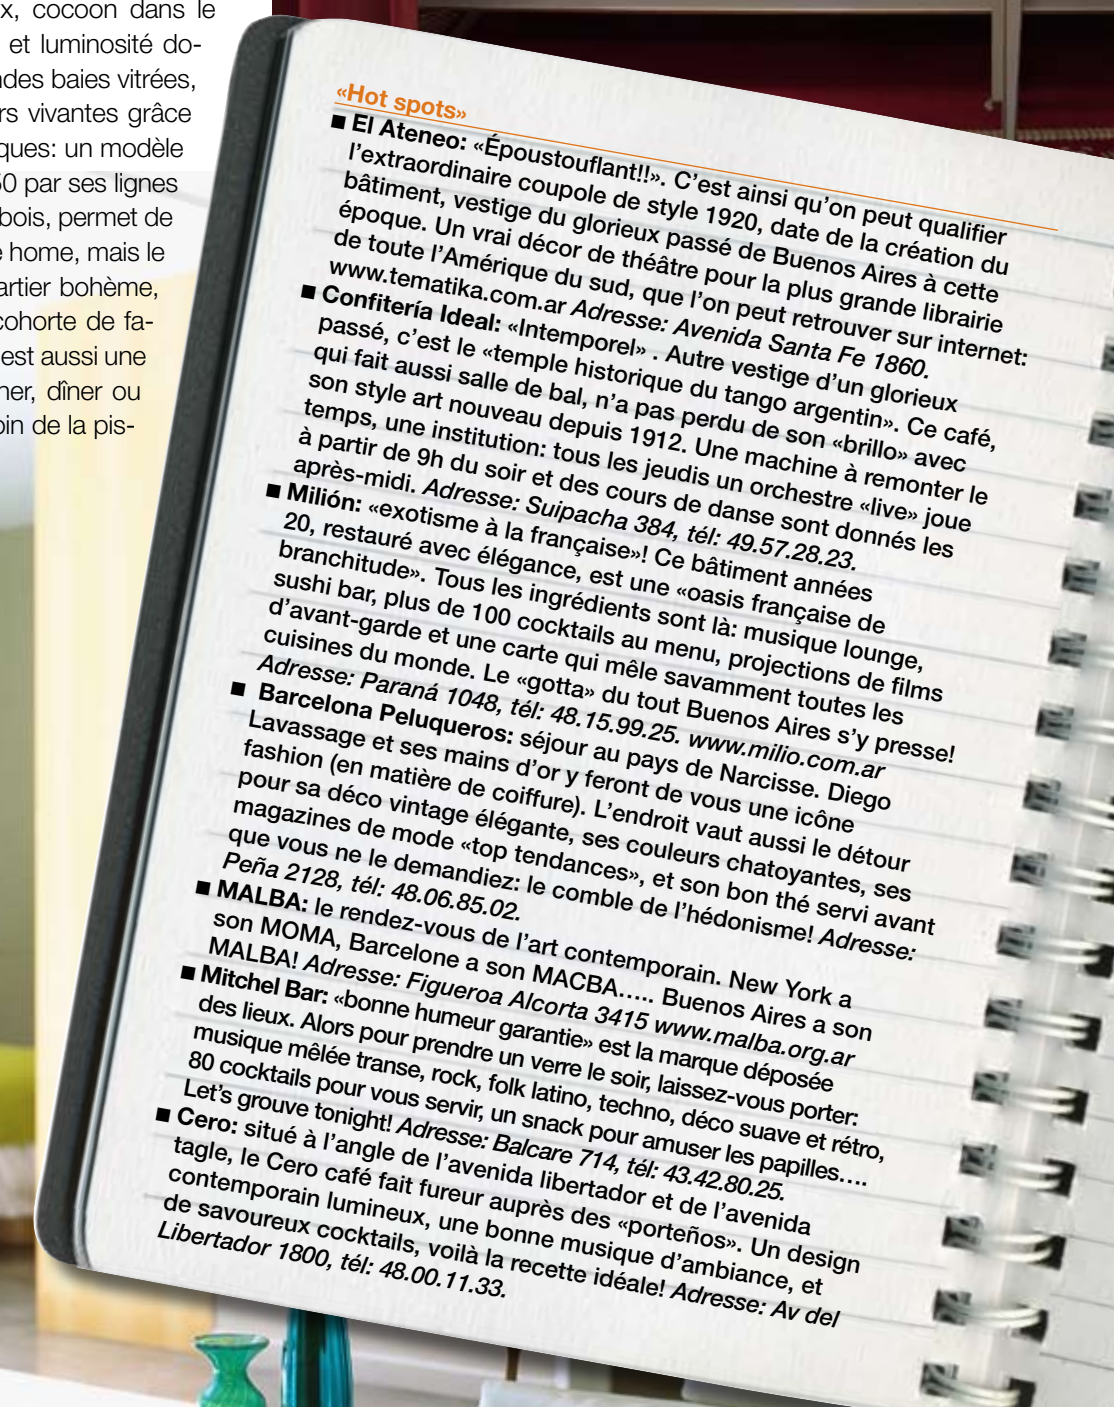 x, cocoon dans le
et luminosité do-
ndes baies vitrées,
rs vivantes grâce
ques: un modèle
50 par ses lignes
bois, permet de
e home, mais le
artier bohème,
cohorte de fa-
est aussi une
ner, dîner ou
oin de la pis-
«Hot spots»
■ El Ateneo: «Époustouflant!!». C'est ainsi qu'on peut qualifier
l'extraordinaire coupole de style 1920, date de la création du
bâtiment, vestige du glorieux passé de Buenos Aires à cette
époque. Un vrai décor de théâtre pour la plus grande librairie
de toute l'Amérique du sud, que l'on peut retrouver sur internet:
www.tematika.com.ar Adresse: Avenida Santa Fe 1860.
■ Confitería Ideal: «Intemporel» . Autre vestige d'un glorieux
passé, c'est le «temple historique du tango argentin». Ce café,
qui fait aussi salle de bal, n'a pas perdu de son «brillo» avec
son style art nouveau depuis 1912. Une machine à remonter le
temps, une institution: tous les jeudis un orchestre «live» joue
à partir de 9h du soir et des cours de danse sont donnés les
après-midi. Adresse: Suipacha 384, tél: 49.57.28.23.
■ Milión: «exotisme à la française»! Ce bâtiment années
20, restauré avec élégance, est une «oasis française de
branchitude». Tous les ingrédients sont là: musique lounge,
sushi bar, plus de 100 cocktails au menu, projections de films
d'avant-garde et une carte qui mêle savamment toutes les
cuisines du monde. Le «gotta» du tout Buenos Aires s'y presse!
Adresse: Paraná 1048, tél: 48.15.99.25. www.milio.com.ar
■ Barcelona Peluqueros: séjour au pays de Narcisse. Diego
Lavassage et ses mains d'or y feront de vous une icône
fashion (en matière de coiffure). L'endroit vaut aussi le détour
pour sa déco vintage élégante, ses couleurs chatoyantes, ses
magazines de mode «top tendances», et son bon thé servi avant
que vous ne le demandiez: le comble de l'hédonisme! Adresse:
Peña 2128, tél: 48.06.85.02.
■ MALBA: le rendez-vous de l'art contemporain. New York a
son MOMA, Barcelone a son MACBA..... Buenos Aires a son
MALBA! Adresse: Figueroa Alcorta 3415 www.malba.org.ar
■ Mitchel Bar: «bonne humeur garantie» est la marque déposée
des lieux. Alors pour prendre un verre le soir, laissez-vous porter:
musique mêlée transe, rock, folk latino, techno, déco suave et rétro,
80 cocktails pour vous servir, un snack pour amuser les papilles....
Let's grouve tonight! Adresse: Balcare 714, tél: 43.42.80.25.
■ Cero: situé à l'angle de l'avenida libertador et de l'avenida
tagle, le Cero café fait fureur auprès des «porteños». Un design
contemporain lumineux, une bonne musique d'ambiance, et
de savoureux cocktails, voilà la recette idéale! Adresse: Av del
Libertador 1800, tél: 48.00.11.33.